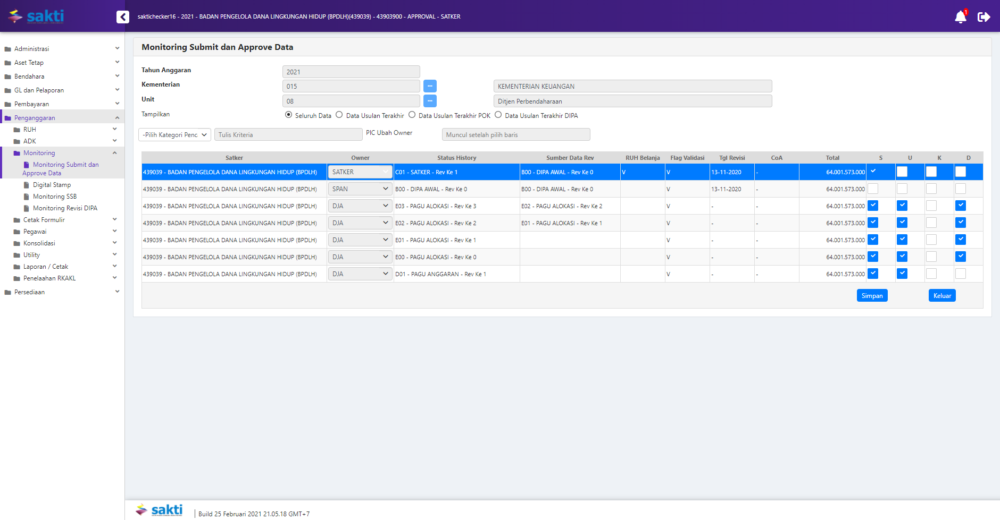 sakti
saktichecker16 - 2021 - BADAN PENGELOLA DANA LINGKUNGAN HIDUP (BPDLH)(439039) - 43903900 - APPROVAL - SATKER
1
Administrasi
Aset Tetap
Bendahara
GL dan Pelaporan
Pembayaran
Penganggaran
RUH
ADK
Monitoring
Monitoring Submit dan
Approve Data
Digital Stamp
Monitoring SSB
Monitoring Revisi DIPA
Cetak Formulir
Pegawai
Konsolidasi
Utility
Laporan / Cetak
Penelaahan RKAKL
Persediaan
Monitoring Submit dan Approve Data
Tahun Anggaran 2021
Kementerian 015 ... KEMENTERIAN KEUANGAN
Unit 08 ... Ditjen Perbendaharaan
Tampilkan Seluruh Data Data Usulan Terakhir Data Usulan Terakhir POK Data Usulan Terakhir DIPA
-Pilih Kategori Penc Tulis Kriteria PIC Ubah Owner Muncul setelah pilih baris
Satker Owner Status History Sumber Data Rev RUH Belanja Flag Validasi Tgl Revisi CoA Total S U K D
439039 - BADAN PENGELOLA DANA LINGKUNGAN HIDUP (BPDLH) SATKER C01 - SATKER - Rev Ke 1 B00 - DIPA AWAL - Rev Ke 0 V V 13-11-2020 - 64.001.573.000
439039 - BADAN PENGELOLA DANA LINGKUNGAN HIDUP (BPDLH) SPAN B00 - DIPA AWAL - Rev Ke 0 B00 - DIPA AWAL - Rev Ke 0 V 13-11-2020 - 64.001.573.000
439039 - BADAN PENGELOLA DANA LINGKUNGAN HIDUP (BPDLH) DJA E03 - PAGU ALOKASI - Rev Ke 3 E02 - PAGU ALOKASI - Rev Ke 2 V - - 64.001.573.000
439039 - BADAN PENGELOLA DANA LINGKUNGAN HIDUP (BPDLH) DJA E02 - PAGU ALOKASI - Rev Ke 2 E01 - PAGU ALOKASI - Rev Ke 1 V - - 64.001.573.000
439039 - BADAN PENGELOLA DANA LINGKUNGAN HIDUP (BPDLH) DJA E01 - PAGU ALOKASI - Rev Ke 1 V - - 64.001.573.000
439039 - BADAN PENGELOLA DANA LINGKUNGAN HIDUP (BPDLH) DJA E00 - PAGU ALOKASI - Rev Ke 0 V - - 64.001.573.000
439039 - BADAN PENGELOLA DANA LINGKUNGAN HIDUP (BPDLH) DJA D01 - PAGU ANGGARAN - Rev Ke 1 V - - 64.001.573.000
Simpan Keluar
sakti
Build 25 Februari 2021 21.05.18 GMT+7